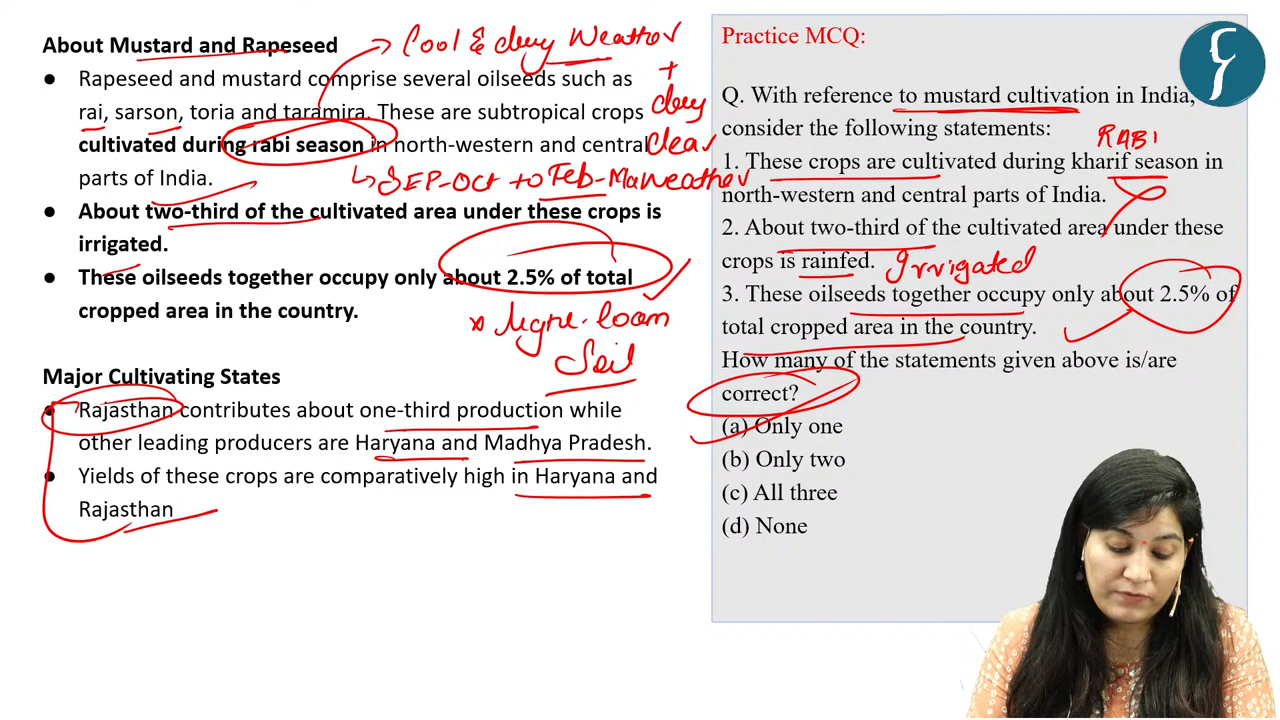 About Mustard and Rapeseed
● Rapeseed and mustard comprise several oilseeds such as
rai, sarson, toria and taramira. These are subtropical crops
cultivated during rabi season in north-western and central
parts of India.
● About two-third of the cultivated area under these crops is
irrigated.
● These oilseeds together occupy only about 2.5% of total
cropped area in the country.
Major Cultivating States
● Rajasthan contributes about one-third production while
other leading producers are Haryana and Madhya Pradesh.
● Yields of these crops are comparatively high in Haryana and
Rajasthan
Cool & dry Weather
+
dry
clear
Weather
SEP-Oct to Feb-Mar
loam
Soil
Practice MCQ:
Q. With reference to mustard cultivation in India,
consider the following statements:
RABI
1. These crops are cultivated during kharif season in
north-western and central parts of India.
2. About two-third of the cultivated area under these
crops is rainfed. Irrigated
3. These oilseeds together occupy only about 2.5% of
total cropped area in the country.
How many of the statements given above is/are
correct?
(a) Only one
(b) Only two
(c) All three
(d) None